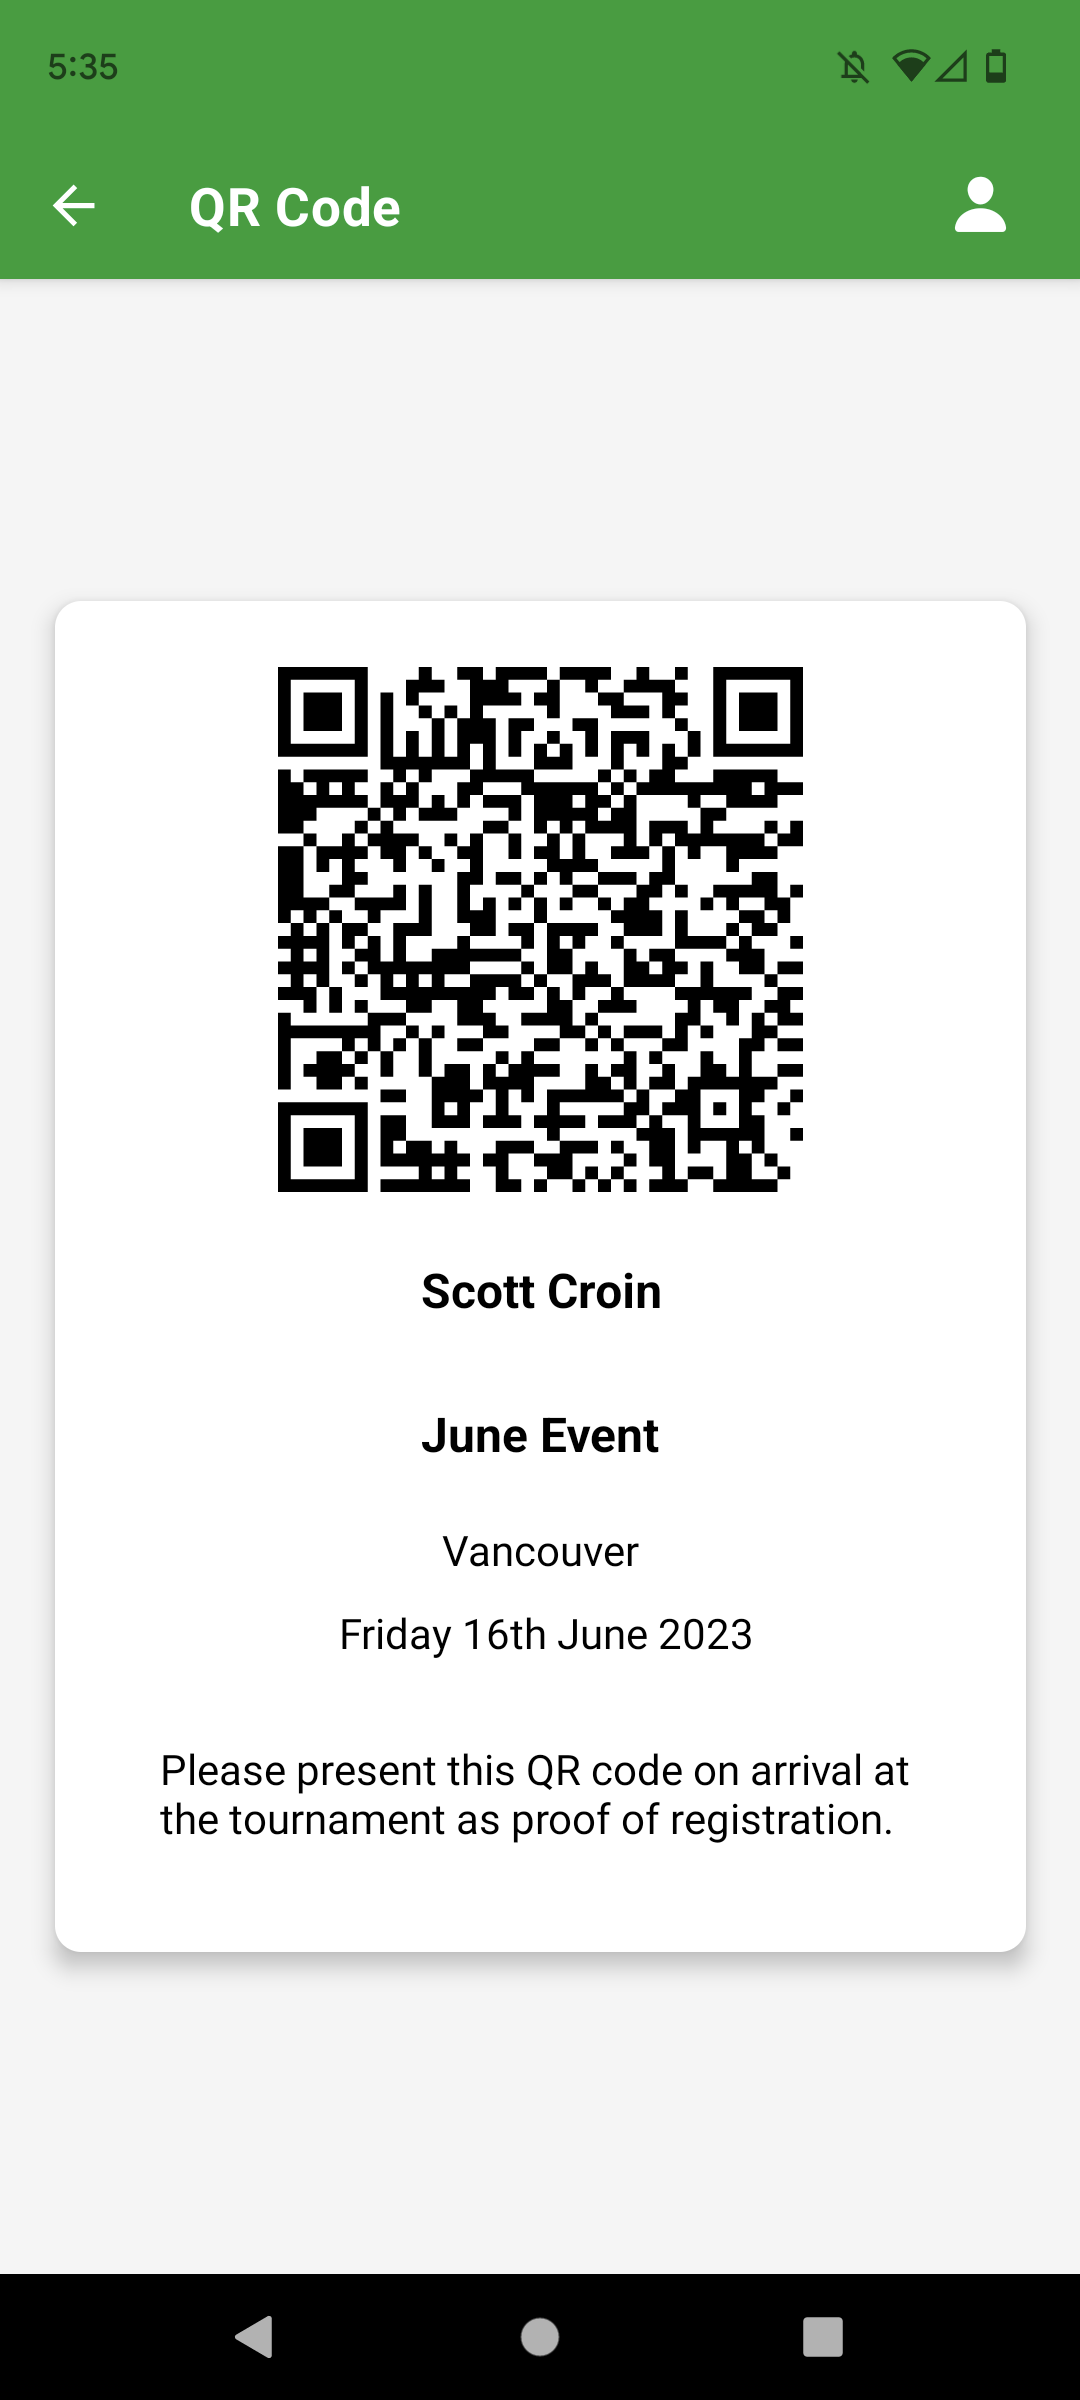 5:35
QR Code
Scott Croin
June Event
Vancouver
Friday 16th June 2023
Please present this QR code on arrival at
the tournament as proof of registration.